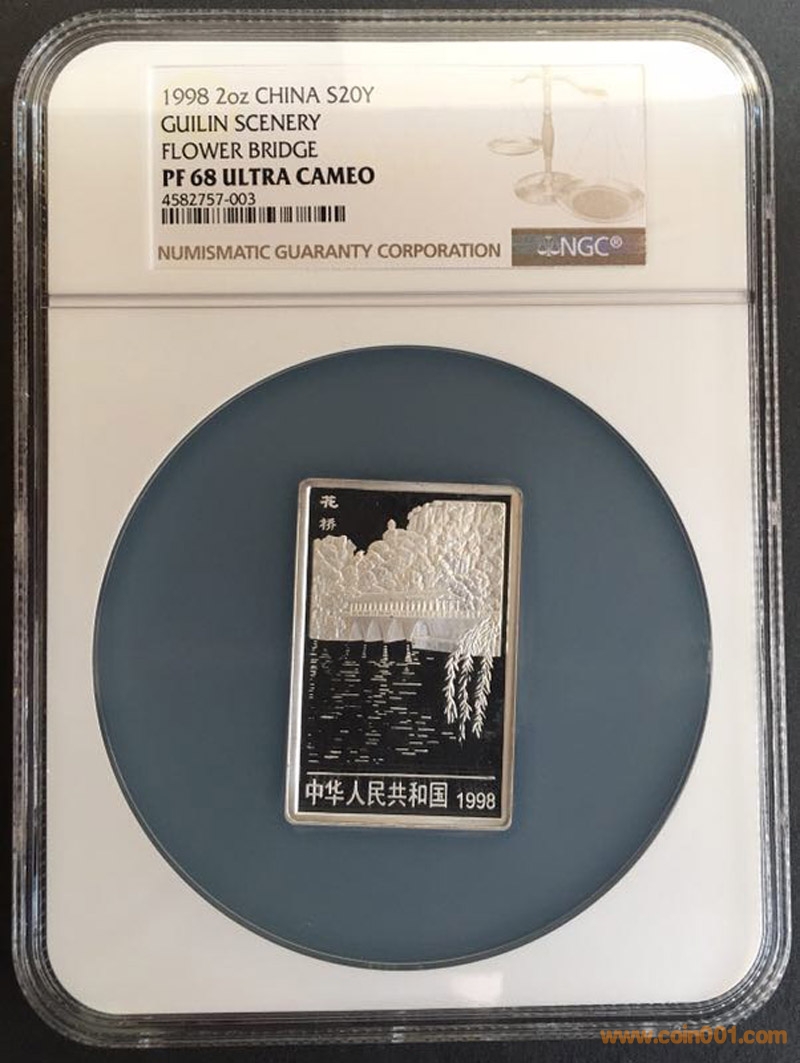 1998 2oz CHINA S20Y
GUILIN SCENERY
FLOWER BRIDGE
PF 68 ULTRA CAMEO
4582757-003
NUMISMATIC GUARANTY CORPORATION
NGC®
花
桥
中华人民共和国 1998
www.coin001.com